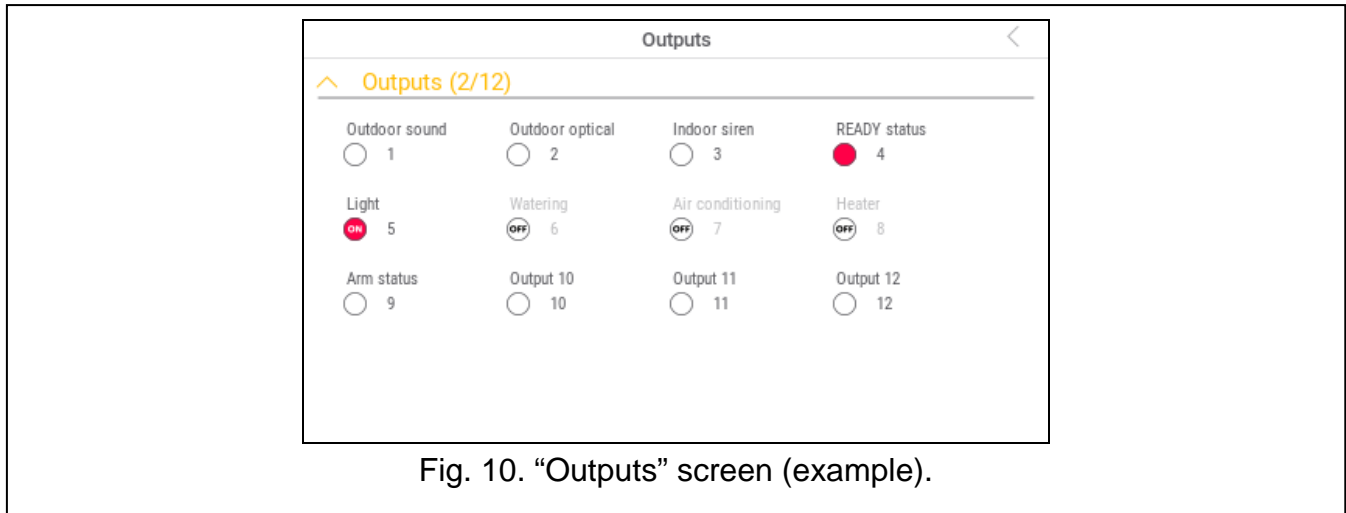 Outputs
Outputs (2/12)
Outdoor sound Outdoor optical Indoor siren READY status
1 2 3 4
Light Watering Air conditioning Heater
ON 5 OFF 6 OFF 7 OFF 8
Arm status Output 10 Output 11 Output 12
9 10 11 12
Fig. 10. “Outputs” screen (example).